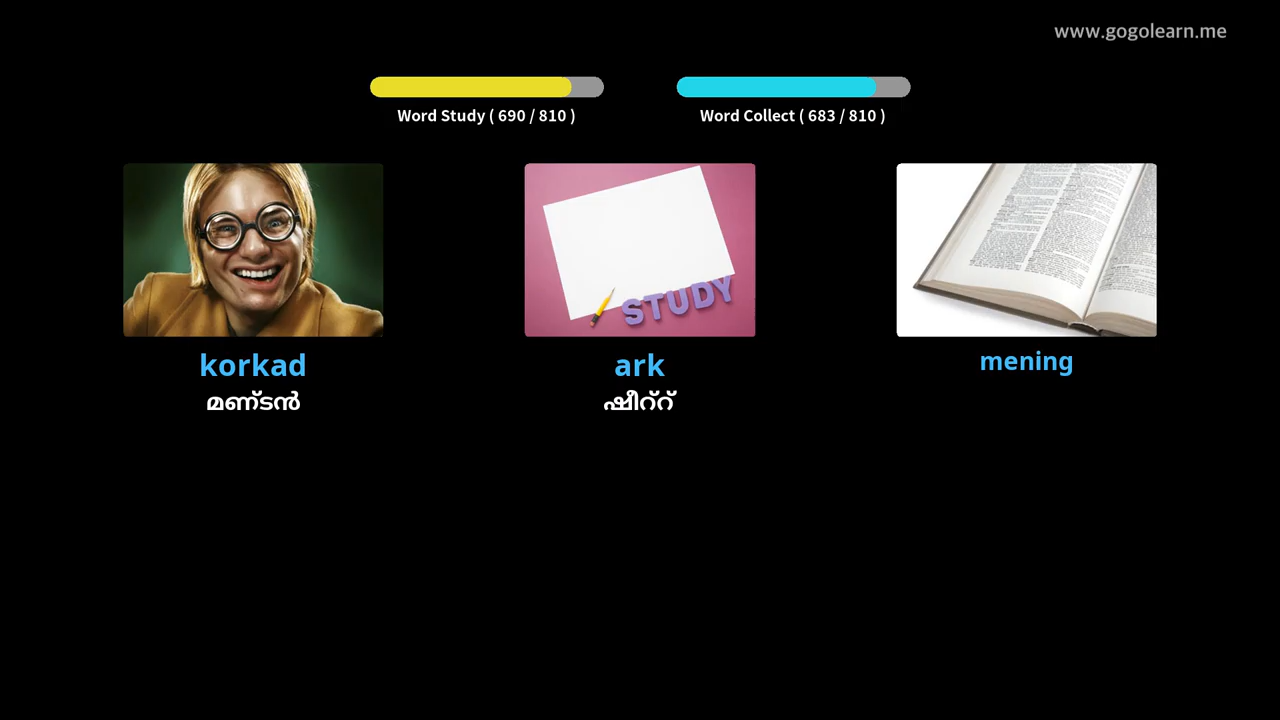 www.gogolearn.me
Word Study ( 690 / 810 )
Word Collect ( 683 / 810 )
STUDY
korkad
ark
mening
മണ്ടൻ
ഷീറ്റ്